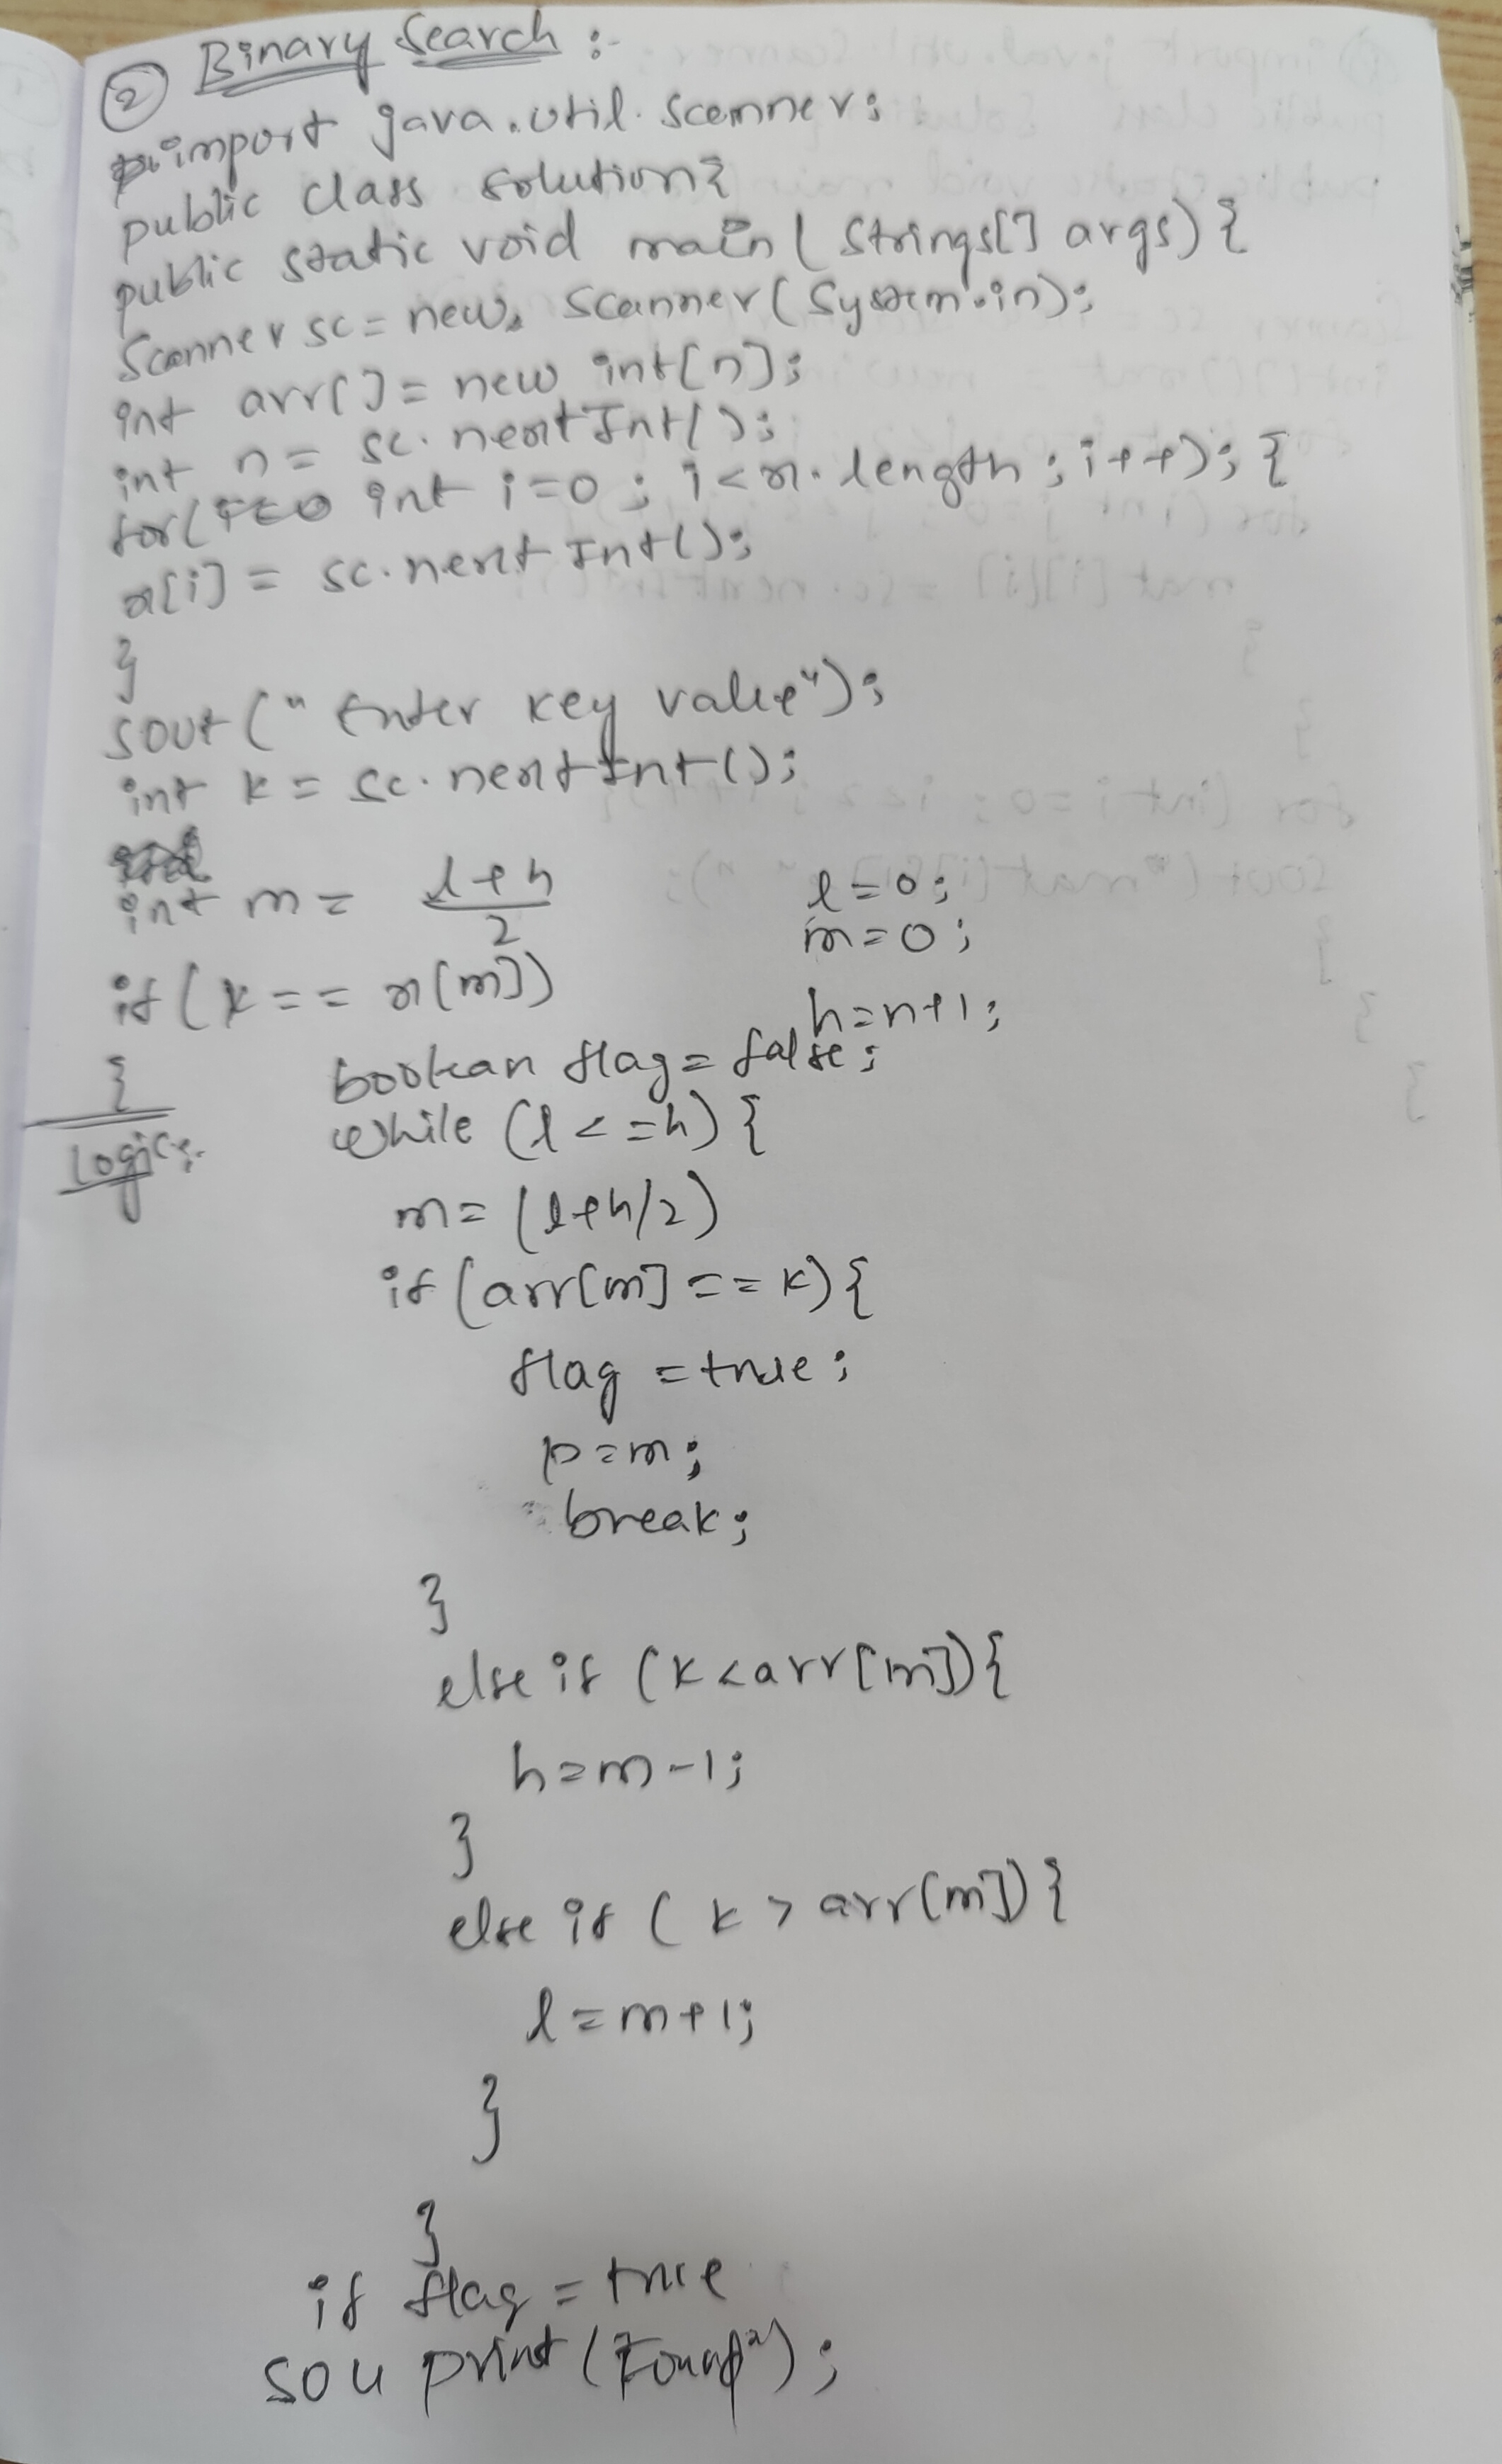 ② Binary Search :-
import java.util.Scanner;
public class solution{
public static void main(Strings[] args) {
Scanner sc = new Scanner(System.in);
int arr[] = new int[n];
int n = sc.nextInt();
for( int i=0 ; i<x.length ; i++); {
x[i] = sc.nextInt();
}
sout(" Enter key value");
int k = sc.nextInt();
int m = l+h
2
l=0;
m=0;
if (k == x[m])
h=n+1;
{
boolean flag = false;
while (l <=h) {
Logic:-
m= (l+h/2)
if (arr[m] == k) {
flag =true;
p=m;
break;
}
else if (k<arr[m]) {
h=m-1;
}
else if ( k > arr[m]) {
l=m+1;
}
}
if flag = true
sou print (Found");